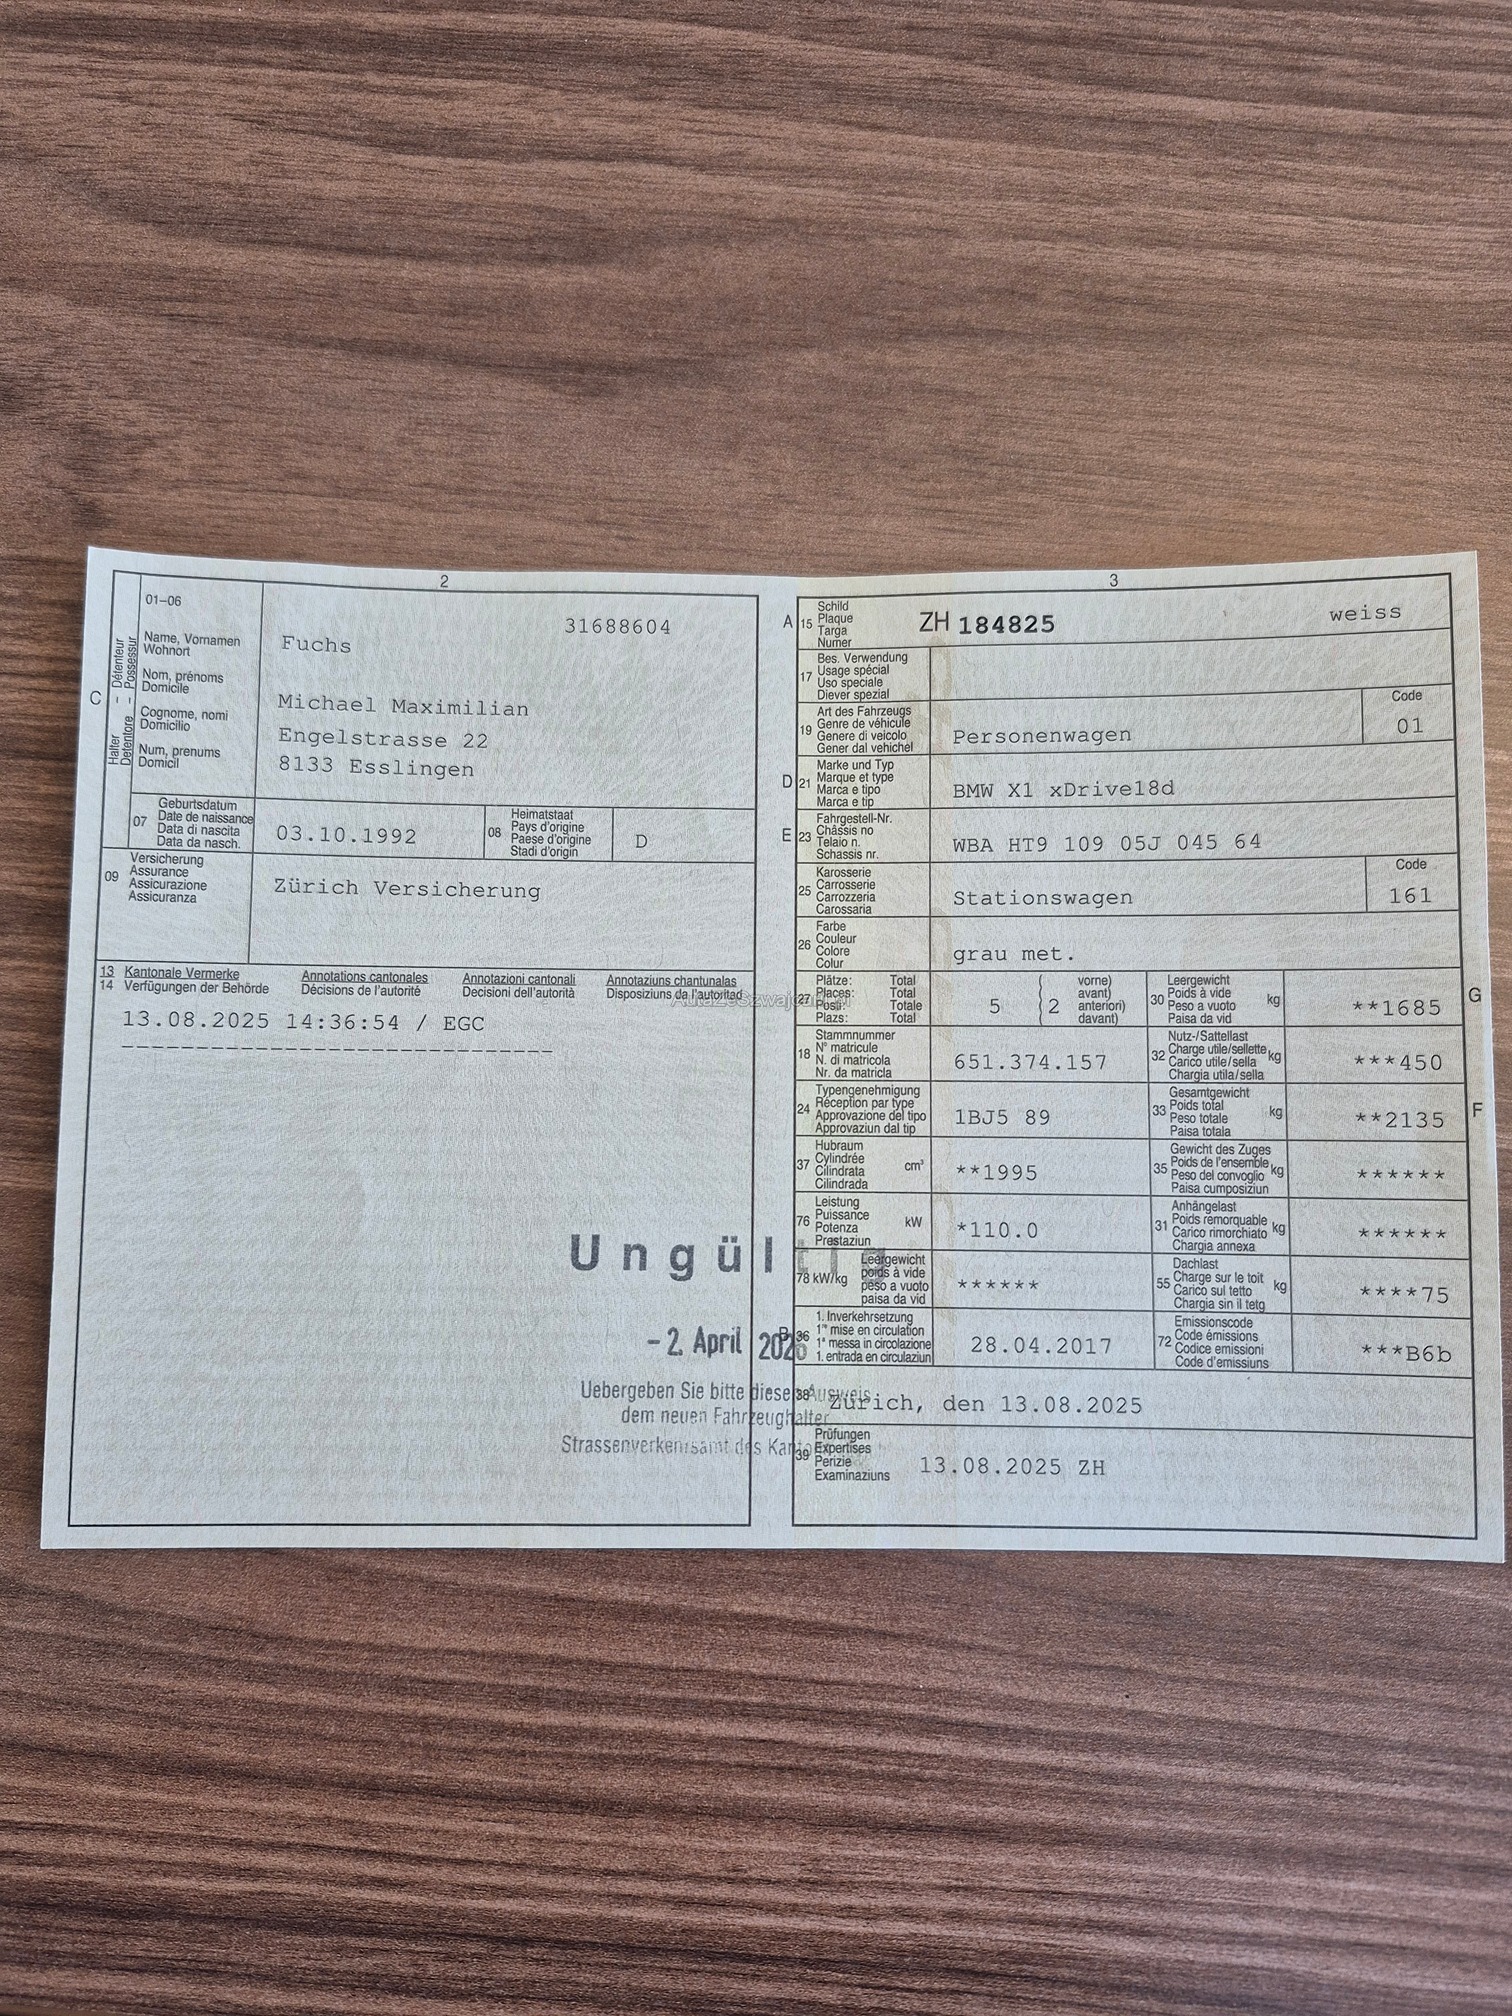 2
01–06
31688604
C
Halter – Détenteur
Detentore – Possessur
Name, Vornamen
Wohnort
Nom, prénoms
Domicile
Cognome, nomi
Domicilio
Num, prenums
Domicil
Fuchs
Michael Maximilian
Engelstrasse 22
8133 Esslingen
07
Geburtsdatum
Date de naissance
Data di nascita
Data da nasch.
03.10.1992
08
Heimatstaat
Pays d'origine
Paese d'origine
Stadi d'origin
D
09
Versicherung
Assurance
Assicurazione
Assicuranza
Zürich Versicherung
13 Kantonale Vermerke Annotations cantonales Annotazioni cantonali Annotaziuns chantunalas
14 Verfügungen der Behörde Décisions de l'autorité Decisioni dell'autorità Disposiziuns da l'autoritad
13.08.2025 14:36:54 / EGC
Ungültig
– 2. April 2026
Uebergeben Sie bitte diesen Ausweis
dem neuen Fahrzeughalter
Strassenverkehrsamt des
3
A 15
Schild
Plaque
Targa
Numer
ZH 184825 weiss
17
Bes. Verwendung
Usage spécial
Uso speciale
Diever spezial
19
Art des Fahrzeugs
Genre de véhicule
Genere di veicolo
Gener dal vehichel
Personenwagen
Code
01
D 21
Marke und Typ
Marque et type
Marca e tipo
Marca e tip
BMW X1 xDrive18d
E 23
Fahrgestell-Nr.
Châssis no
Telaio n.
Schassis nr.
WBA HT9 109 05J 045 64
25
Karosserie
Carrosserie
Carrozzeria
Carossaria
Stationswagen
Code
161
26
Farbe
Couleur
Colore
Colur
grau met.
27
Plätze: Total
Places: Total
Posti: Totale
Plazs: Total
5 ( 2
vorne)
avant)
anteriori)
davant)
30
Leergewicht
Poids à vide
Peso a vuoto
Paisa da vid
kg
**1685
G
18
Stammnummer
N° matricule
N. di matricola
Nr. da matricla
651.374.157
32
Nutz-/Sattellast
Charge utile/sellette
Carico utile/sella
Chargia utila/sella
kg
***450
24
Typengenehmigung
Réception par type
Approvazione del tipo
Approvaziun dal tip
1BJ5 89
33
Gesamtgewicht
Poids total
Peso totale
Paisa totala
kg
**2135
F
37
Hubraum
Cylindrée
Cilindrata
Cilindrada
cm³
**1995
35
Gewicht des Zuges
Poids de l'ensemble
Peso del convoglio
Paisa cumposiziun
kg
******
76
Leistung
Puissance
Potenza
Prestaziun
kW
*110.0
31
Anhängelast
Poids remorquable
Carico rimorchiato
Chargia annexa
kg
******
78 kW/kg
Leergewicht
poids à vide
peso a vuoto
paisa da vid
******
55
Dachlast
Charge sur le toit
Carico sul tetto
Chargia sin il tetg
kg
****75
B 36
1. Inverkehrsetzung
1re mise en circulation
1a messa in circolazione
1. entrada en circulaziun
28.04.2017
72
Emissionscode
Code émissions
Codice emissioni
Code d'emissiuns
***B6b
38
Zürich, den 13.08.2025
39
Prüfungen
Expertises
Perizie
Examinaziuns
13.08.2025 ZH